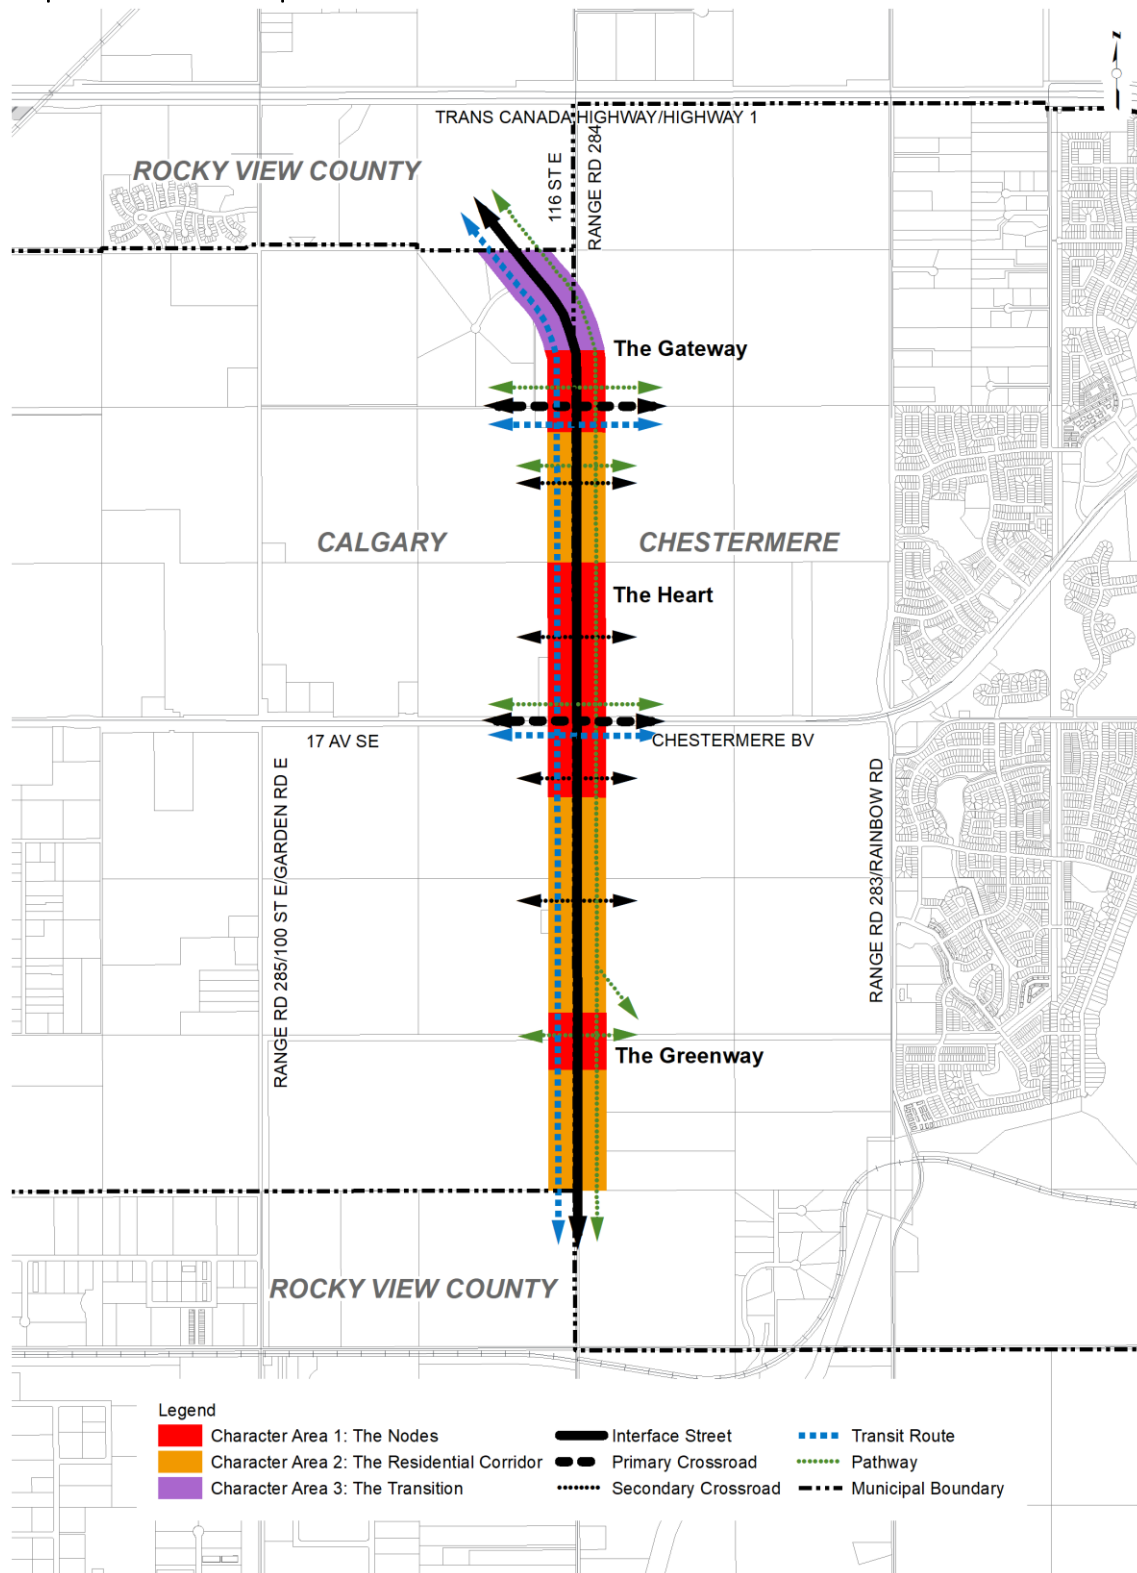 N
TRANS CANADA HIGHWAY/HIGHWAY 1
ROCKY VIEW COUNTY
116 ST E
RANGE RD 284
The Gateway
CALGARY
CHESTERMERE
The Heart
17 AV SE
CHESTERMERE BV
RANGE RD 285/100 ST E/GARDEN RD E
RANGE RD 283/RAINBOW RD
The Greenway
ROCKY VIEW COUNTY
Legend
Character Area 1: The Nodes
Interface Street
Transit Route
Character Area 2: The Residential Corridor
Primary Crossroad
Pathway
Character Area 3: The Transition
Secondary Crossroad
Municipal Boundary